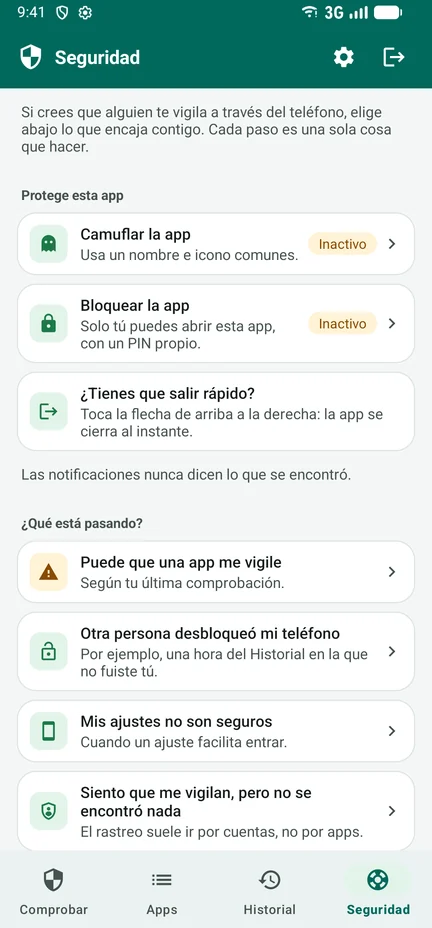 9:41
3G
Seguridad
Si crees que alguien te vigila a través del teléfono, elige
abajo lo que encaja contigo. Cada paso es una sola cosa
que hacer.
Protege esta app
Camuflar la app
Usa un nombre e icono comunes.
Inactivo
Bloquear la app
Solo tú puedes abrir esta app,
con un PIN propio.
Inactivo
¿Tienes que salir rápido?
Toca la flecha de arriba a la derecha: la app se
cierra al instante.
Las notificaciones nunca dicen lo que se encontró.
¿Qué está pasando?
Puede que una app me vigile
Según tu última comprobación.
Otra persona desbloqueó mi teléfono
Por ejemplo, una hora del Historial en la que
no fuiste tú.
Mis ajustes no son seguros
Cuando un ajuste facilita entrar.
Siento que me vigilan, pero no se
encontró nada
El rastreo suele ir por cuentas, no por apps.
Comprobar
Apps
Historial
Seguridad